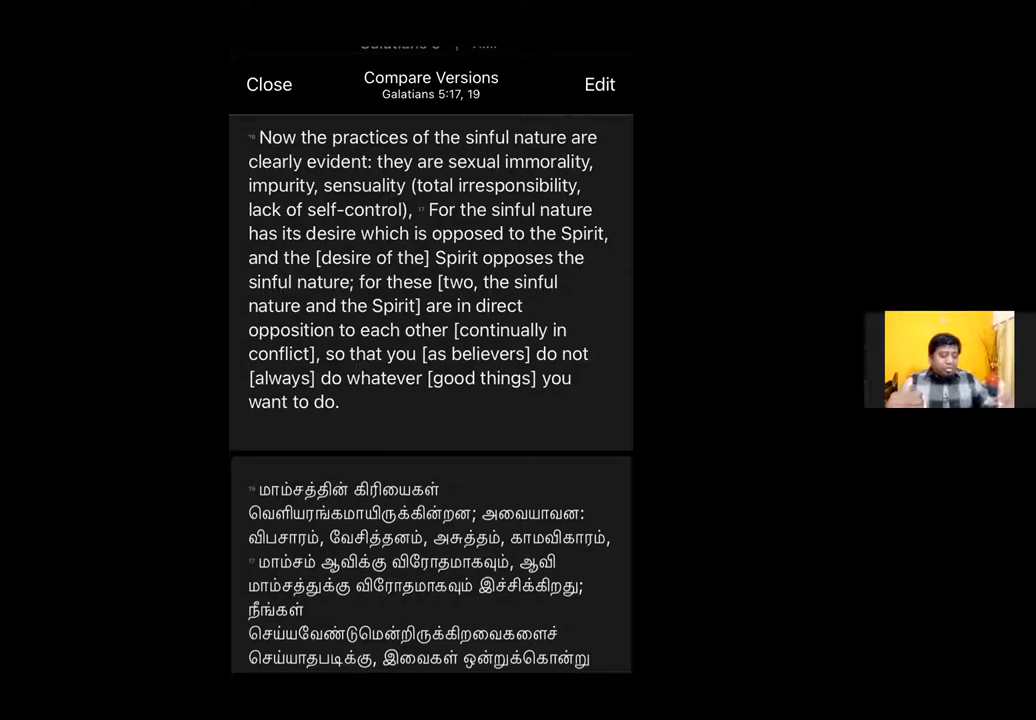 Close
Compare Versions
Edit
Galatians 5:17, 19
19 Now the practices of the sinful nature are
clearly evident: they are sexual immorality,
impurity, sensuality (total irresponsibility,
lack of self-control), 17 For the sinful nature
has its desire which is opposed to the Spirit,
and the [desire of the] Spirit opposes the
sinful nature; for these [two, the sinful
nature and the Spirit] are in direct
opposition to each other [continually in
conflict], so that you [as believers] do not
[always] do whatever [good things] you
want to do.
19 மாம்சத்தின் கிரியைகள்
வெளியரங்கமாயிருக்கின்றன; அவையாவன:
விபசாரம், வேசித்தனம், அசுத்தம், காமவிகாரம்,
17 மாம்சம் ஆவிக்கு விரோதமாகவும், ஆவி
மாம்சத்துக்கு விரோதமாகவும் இச்சிக்கிறது;
நீங்கள்
செய்யவேண்டுமென்றிருக்கிறவைகளைச்
செய்யாதபடிக்கு, இவைகள் ஒன்றுக்கொன்று